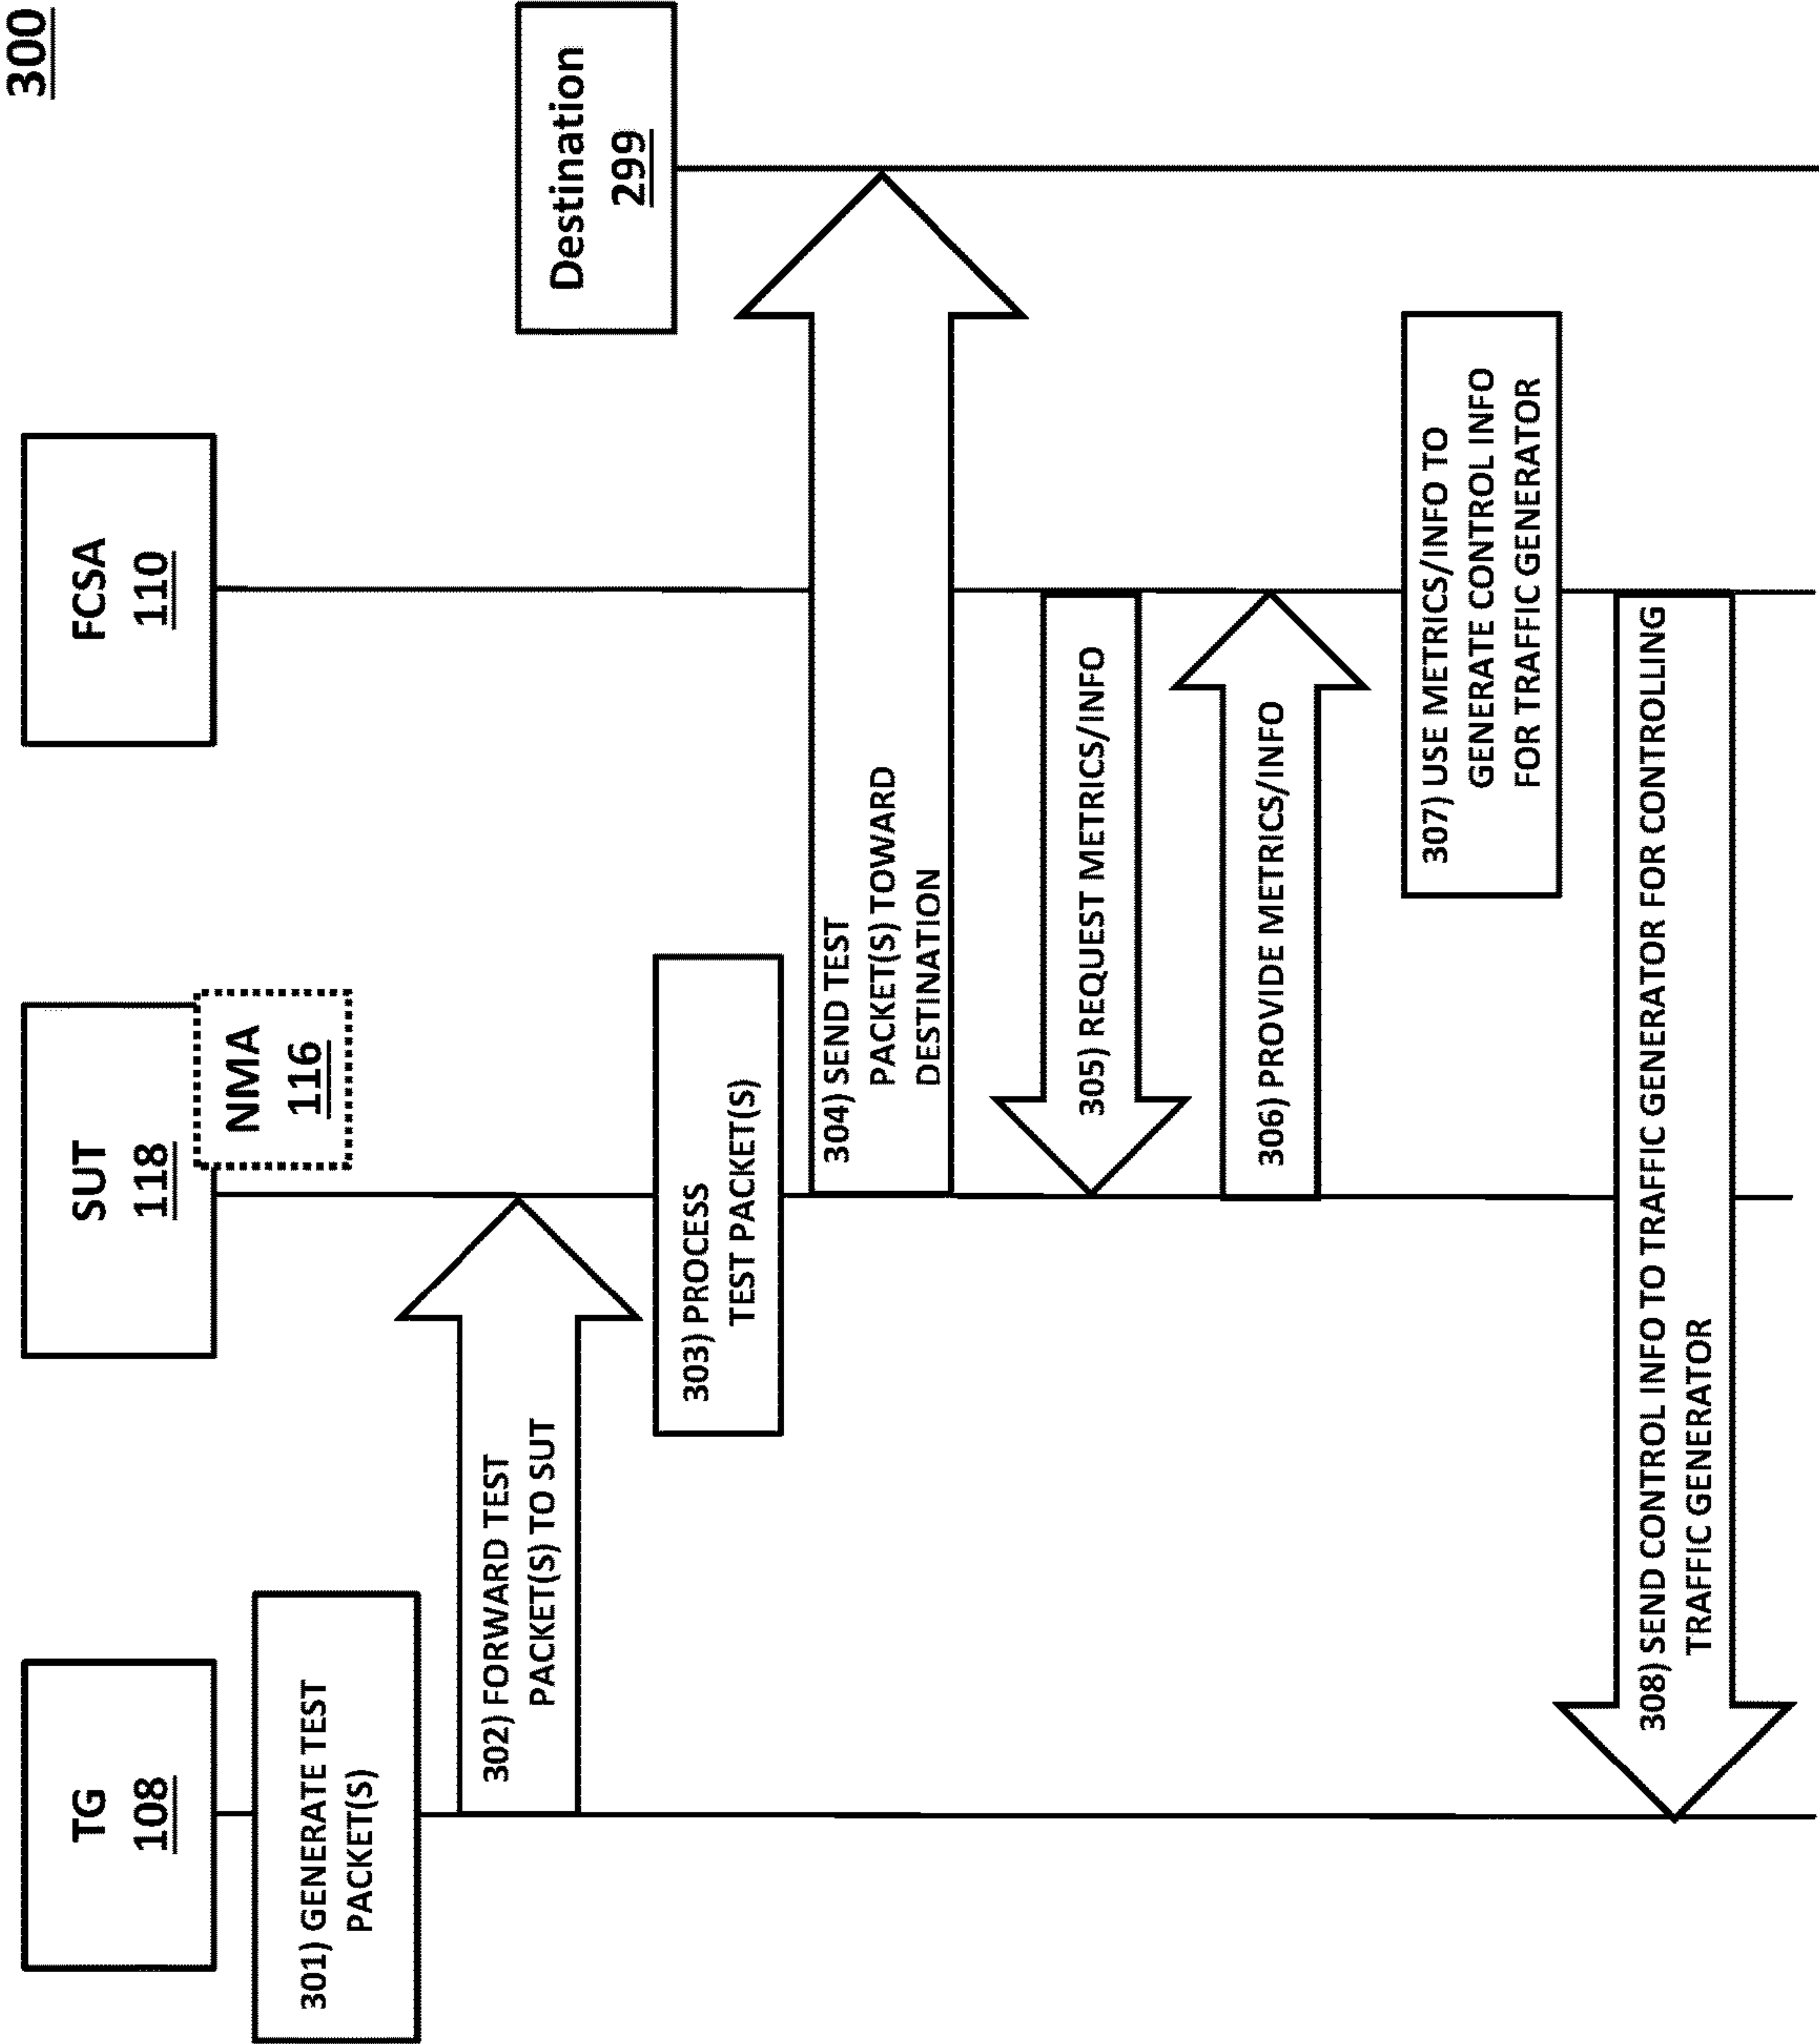 300
TG
108
SUT
118
NMA
116
FCSA
110
Destination
299
301) GENERATE TEST
PACKET(S)
302) FORWARD TEST
PACKET(S) TO SUT
303) PROCESS
TEST PACKET(S)
304) SEND TEST
PACKET(S) TOWARD
DESTINATION
305) REQUEST METRICS/INFO
306) PROVIDE METRICS/INFO
307) USE METRICS/INFO TO
GENERATE CONTROL INFO
FOR TRAFFIC GENERATOR
308) SEND CONTROL INFO TO TRAFFIC GENERATOR FOR CONTROLLING
TRAFFIC GENERATOR